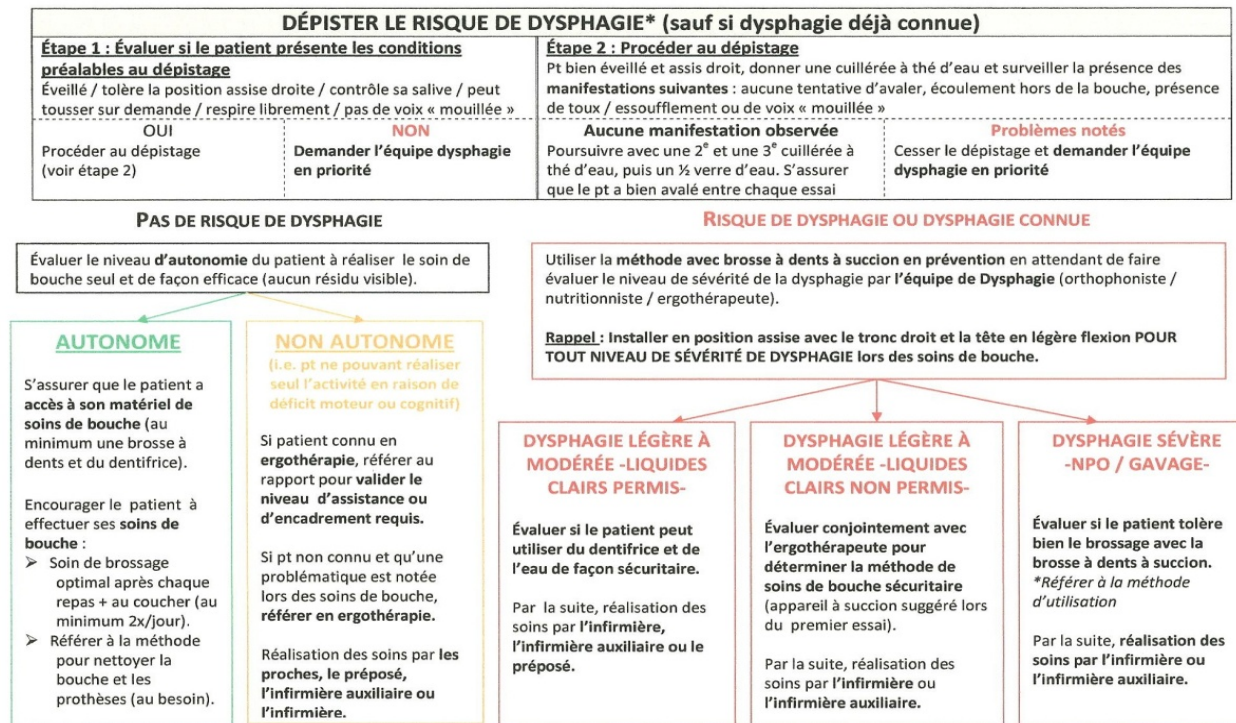 DÉPISTER LE RISQUE DE DYSPHAGIE* (sauf si dysphagie déjà connue)
Étape 1 : Évaluer si le patient présente les conditions
préalables au dépistage
Éveillé / tolère la position assise droite / contrôle sa salive / peut
tousser sur demande / respire librement / pas de voix « mouillée »
OUI
Procéder au dépistage
(voir étape 2)
NON
Demander l'équipe dysphagie
en priorité
Étape 2 : Procéder au dépistage
Pt bien éveillé et assis droit, donner une cuillérée à thé d'eau et surveiller la présence des
manifestations suivantes : aucune tentative d'avaler, écoulement hors de la bouche, présence
de toux / essoufflement ou de voix « mouillée »
Aucune manifestation observée
Poursuivre avec une 2e et une 3e cuillérée à
thé d'eau, puis un ½ verre d'eau. S'assurer
que le pt a bien avalé entre chaque essai
Problèmes notés
Cesser le dépistage et demander l'équipe
dysphagie en priorité
PAS DE RISQUE DE DYSPHAGIE
Évaluer le niveau d'autonomie du patient à réaliser le soin de
bouche seul et de façon efficace (aucun résidu visible).
AUTONOME
S'assurer que le patient a
accès à son matériel de
soins de bouche (au
minimum une brosse à
dents et du dentifrice).
Encourager le patient à
effectuer ses soins de
bouche :
➢ Soin de brossage
optimal après chaque
repas + au coucher (au
minimum 2x/jour).
➢ Référer à la méthode
pour nettoyer la
bouche et les
prothèses (au besoin).
NON AUTONOME
(i.e. pt ne pouvant réaliser
seul l'activité en raison de
déficit moteur ou cognitif)
Si patient connu en
ergothérapie, référer au
rapport pour valider le
niveau d'assistance ou
d'encadrement requis.
Si pt non connu et qu'une
problématique est notée
lors des soins de bouche,
référer en ergothérapie.
Réalisation des soins par les
proches, le préposé,
l'infirmière auxiliaire ou
l'infirmière.
RISQUE DE DYSPHAGIE OU DYSPHAGIE CONNUE
Utiliser la méthode avec brosse à dents à succion en prévention en attendant de faire
évaluer le niveau de sévérité de la dysphagie par l'équipe de Dysphagie (orthophoniste /
nutritionniste / ergothérapeute).
Rappel : Installer en position assise avec le tronc droit et la tête en légère flexion POUR
TOUT NIVEAU DE SÉVÉRITÉ DE DYSPHAGIE lors des soins de bouche.
DYSPHAGIE LÉGÈRE À
MODÉRÉE -LIQUIDES
CLAIRS PERMIS-
Évaluer si le patient peut
utiliser du dentifrice et de
l'eau de façon sécuritaire.
Par la suite, réalisation des
soins par l'infirmière,
l'infirmière auxiliaire ou le
préposé.
DYSPHAGIE LÉGÈRE À
MODÉRÉE -LIQUIDES
CLAIRS NON PERMIS-
Évaluer conjointement avec
l'ergothérapeute pour
déterminer la méthode de
soins de bouche sécuritaire
(appareil à succion suggéré lors
du premier essai).
Par la suite, réalisation des
soins par l'infirmière ou
l'infirmière auxiliaire.
DYSPHAGIE SÉVÈRE
-NPO / GAVAGE-
Évaluer si le patient tolère
bien le brossage avec la
brosse à dents à succion.
*Référer à la méthode
d'utilisation
Par la suite, réalisation des
soins par l'infirmière ou
l'infirmière auxiliaire.